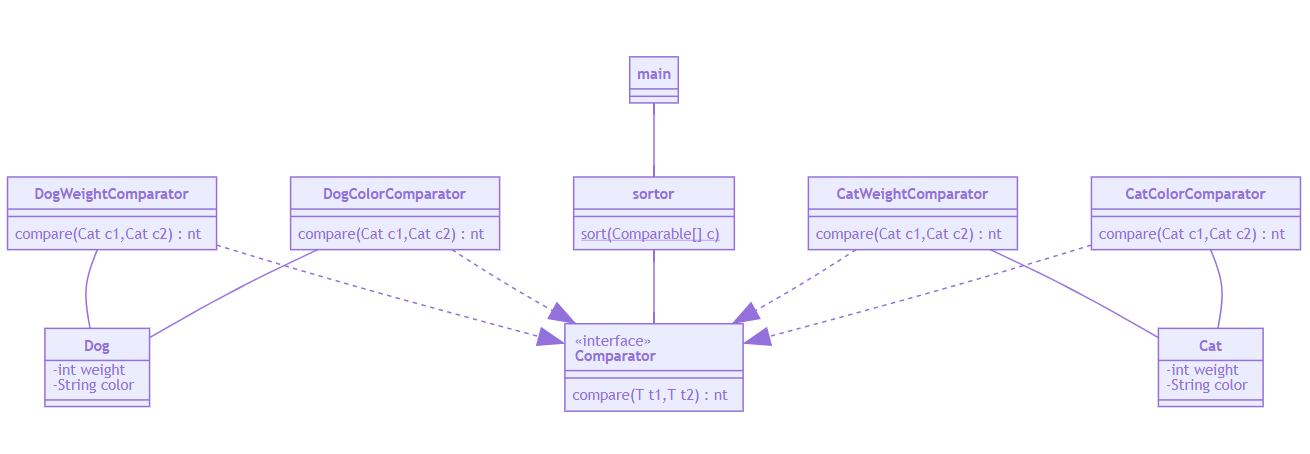 main
DogWeightComparator
compare(Cat c1,Cat c2) : nt
DogColorComparator
compare(Cat c1,Cat c2) : nt
sortor
sort(Comparable[] c)
CatWeightComparator
compare(Cat c1,Cat c2) : nt
CatColorComparator
compare(Cat c1,Cat c2) : nt
Dog
-int weight
-String color
«interface»
Comparator
compare(T t1,T t2) : nt
Cat
-int weight
-String color